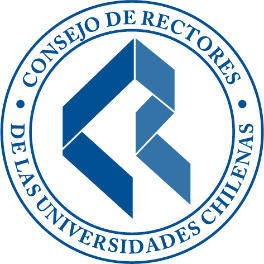 CONSEJO DE RECTORES
DE LAS UNIVERSIDADES CHILENAS